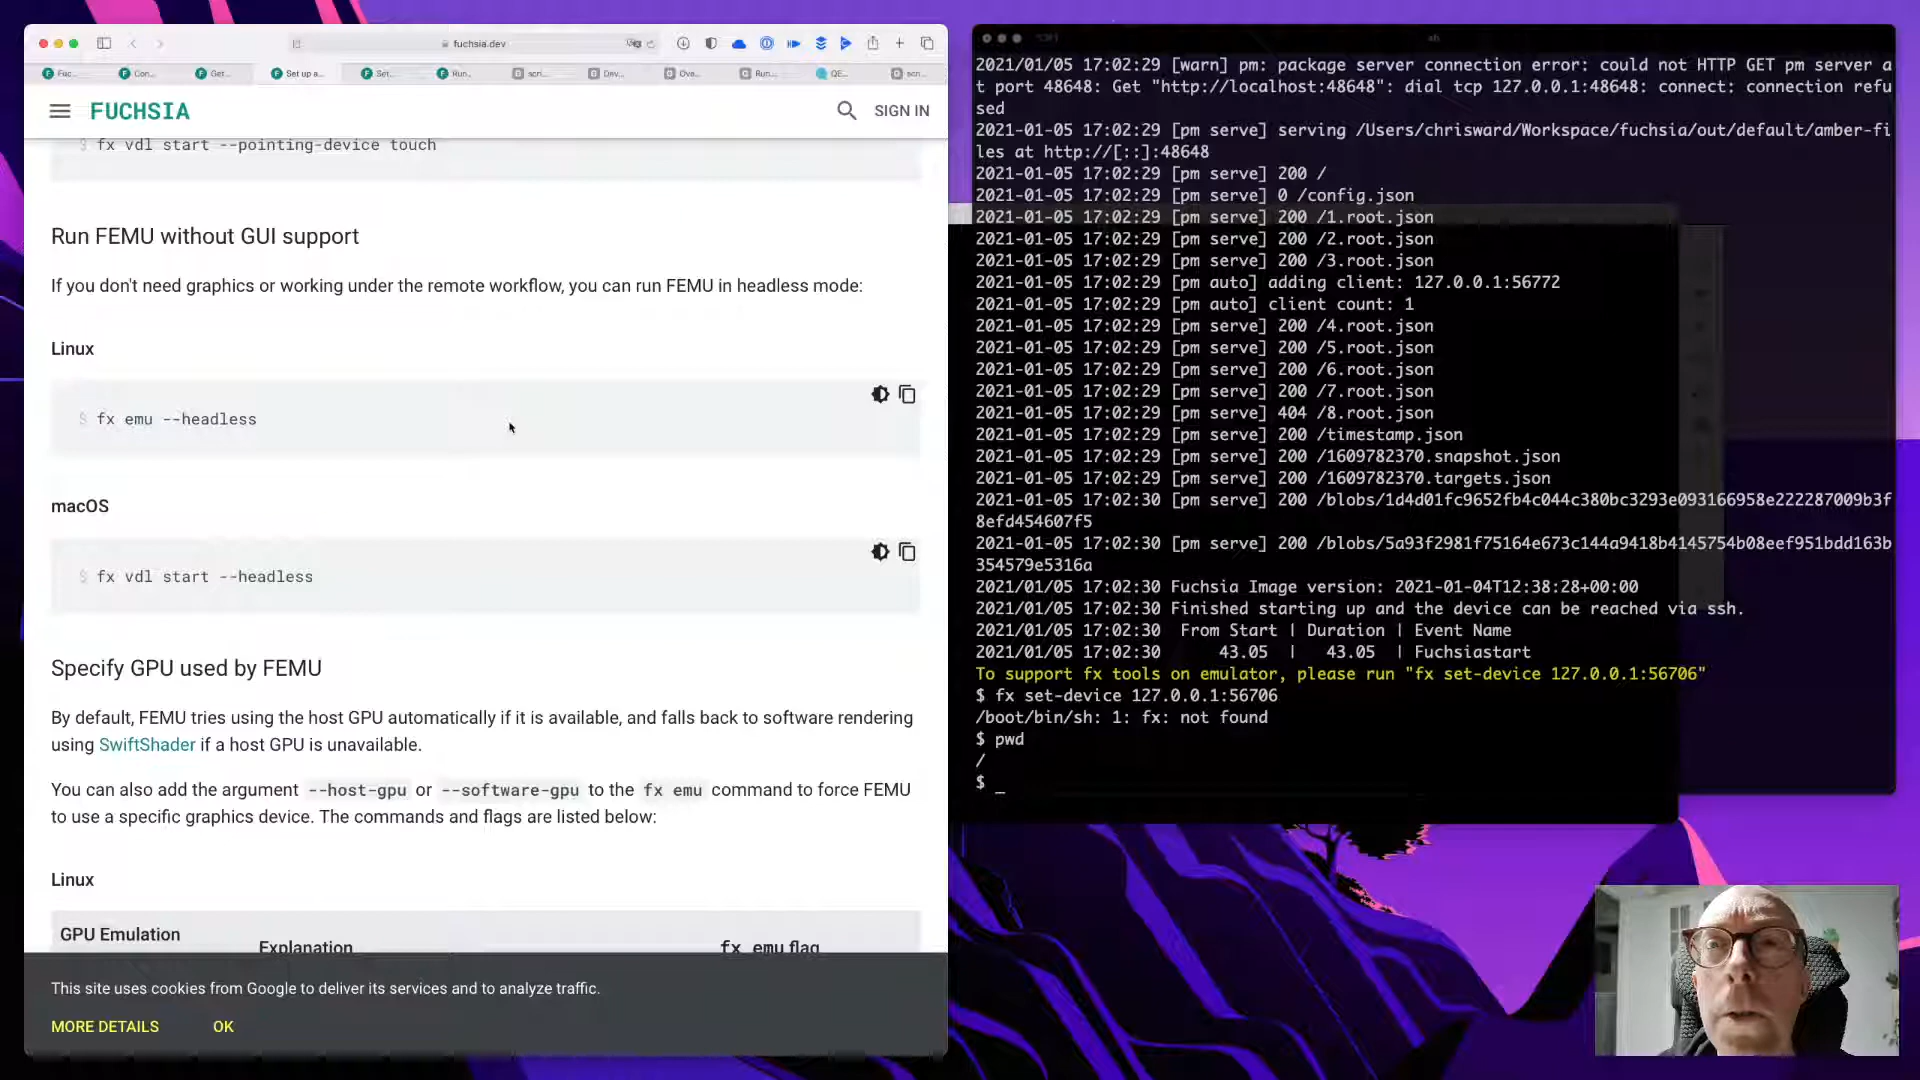 fuchsia.dev
Fuc...
Con...
Get...
Set up a...
Set...
Run...
scri...
Dev...
Ove...
Run...
QE...
scri...
FUCHSIA
SIGN IN
$ fx vdl start --pointing-device touch
Run FEMU without GUI support
If you don't need graphics or working under the remote workflow, you can run FEMU in headless mode:
Linux
$ fx emu --headless
macOS
$ fx vdl start --headless
Specify GPU used by FEMU
By default, FEMU tries using the host GPU automatically if it is available, and falls back to software rendering
using SwiftShader if a host GPU is unavailable.
You can also add the argument --host-gpu or --software-gpu to the fx emu command to force FEMU
to use a specific graphics device. The commands and flags are listed below:
Linux
GPU Emulation
Explanation
fx emu flag
This site uses cookies from Google to deliver its services and to analyze traffic.
MORE DETAILS
OK
sh
2021/01/05 17:02:29 [warn] pm: package server connection error: could not HTTP GET pm server a
t port 48648: Get "http://localhost:48648": dial tcp 127.0.0.1:48648: connect: connection refu
sed
2021-01-05 17:02:29 [pm serve] serving /Users/chrisward/Workspace/fuchsia/out/default/amber-fi
les at http://[::]:48648
2021-01-05 17:02:29 [pm serve] 200 /
2021-01-05 17:02:29 [pm serve] 0 /config.json
2021-01-05 17:02:29 [pm serve] 200 /1.root.json
2021-01-05 17:02:29 [pm serve] 200 /2.root.json
2021-01-05 17:02:29 [pm serve] 200 /3.root.json
2021-01-05 17:02:29 [pm auto] adding client: 127.0.0.1:56772
2021-01-05 17:02:29 [pm auto] client count: 1
2021-01-05 17:02:29 [pm serve] 200 /4.root.json
2021-01-05 17:02:29 [pm serve] 200 /5.root.json
2021-01-05 17:02:29 [pm serve] 200 /6.root.json
2021-01-05 17:02:29 [pm serve] 200 /7.root.json
2021-01-05 17:02:29 [pm serve] 404 /8.root.json
2021-01-05 17:02:29 [pm serve] 200 /timestamp.json
2021-01-05 17:02:29 [pm serve] 200 /1609782370.snapshot.json
2021-01-05 17:02:29 [pm serve] 200 /1609782370.targets.json
2021-01-05 17:02:30 [pm serve] 200 /blobs/1d4d01fc9652fb4c044c380bc3293e093166958e222287009b3f
8efd454607f5
2021-01-05 17:02:30 [pm serve] 200 /blobs/5a93f2981f75164e673c144a9418b4145754b08eef951bdd163b
354579e5316a
2021/01/05 17:02:30 Fuchsia Image version: 2021-01-04T12:38:28+00:00
2021/01/05 17:02:30 Finished starting up and the device can be reached via ssh.
2021/01/05 17:02:30  From Start | Duration | Event Name
2021/01/05 17:02:30      43.05  |   43.05  | Fuchsiastart
To support fx tools on emulator, please run "fx set-device 127.0.0.1:56706"
$ fx set-device 127.0.0.1:56706
/boot/bin/sh: 1: fx: not found
$ pwd
/
$ _